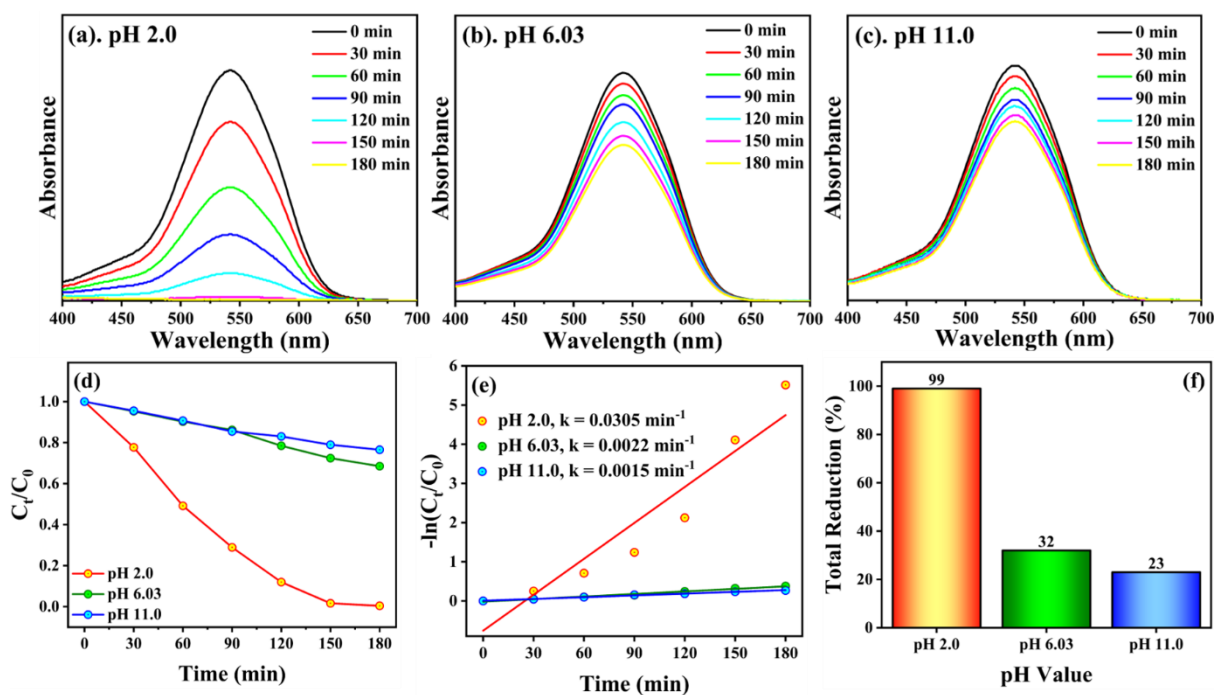 (a). pH 2.0
0 min
30 min
60 min
90 min
120 min
150 min
180 min
Absorbance
400 450 500 550 600 650 700
Wavelength (nm)
(b). pH 6.03
0 min
30 min
60 min
90 min
120 min
150 min
180 min
Absorbance
400 450 500 550 600 650 700
Wavelength (nm)
(c). pH 11.0
0 min
30 min
60 min
90 min
120 min
150 mih
180 min
Absorbance
400 450 500 550 600 650 700
Wavelength (nm)
(d)
1.0
0.8
0.6
0.4
0.2
0.0
Ct/C0
pH 2.0
pH 6.03
pH 11.0
0 30 60 90 120 150 180
Time (min)
(e)
6
5
4
3
2
1
0
-1
-ln(Ct/C0)
pH 2.0, k = 0.0305 min-1
pH 6.03, k = 0.0022 min-1
pH 11.0, k = 0.0015 min-1
0 30 60 90 120 150 180
Time (min)
(f)
100
80
60
40
20
0
Total Reduction (%)
99
32
23
pH 2.0 pH 6.03 pH 11.0
pH Value